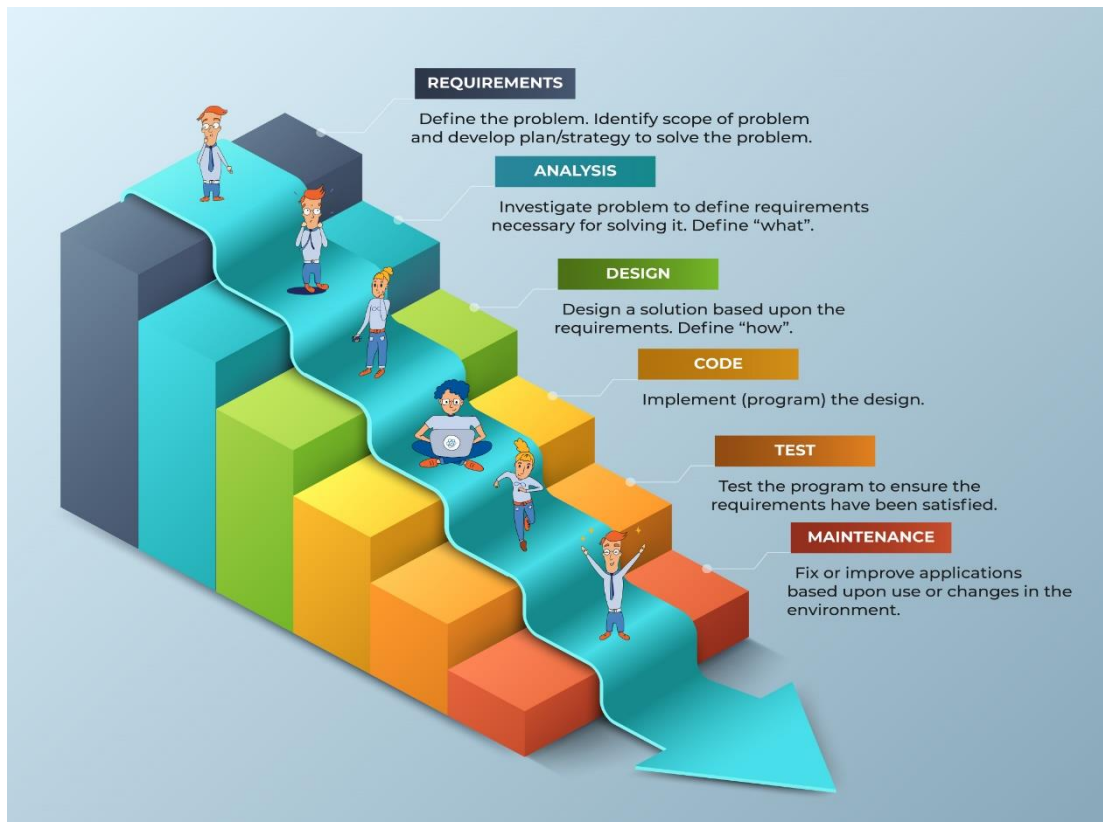 REQUIREMENTS
Define the problem. Identify scope of problem
and develop plan/strategy to solve the problem.
ANALYSIS
Investigate problem to define requirements
necessary for solving it. Define “what”.
DESIGN
Design a solution based upon the
requirements. Define “how”.
CODE
Implement (program) the design.
TEST
Test the program to ensure the
requirements have been satisfied.
MAINTENANCE
Fix or improve applications
based upon use or changes in the
environment.